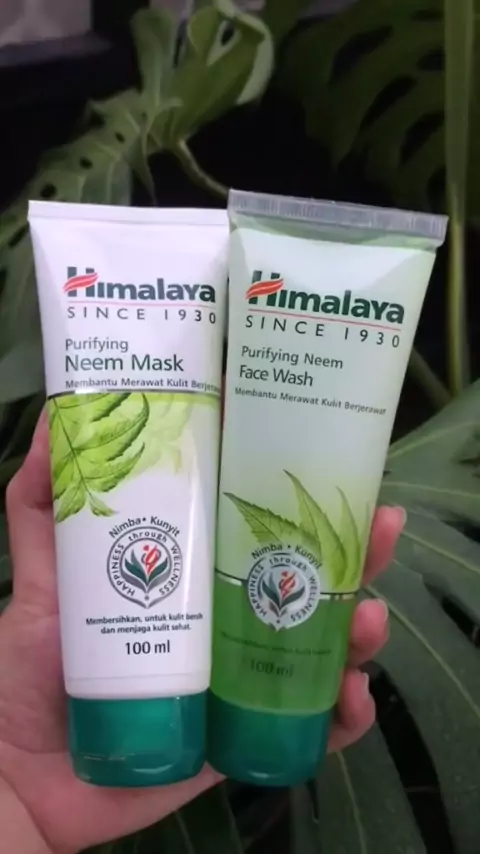 Himalaya
SINCE 1930
Purifying
Neem Mask
Membantu Merawat Kulit Berjerawat
Nimba • Kunyit
HAPPINESS through WELLNESS
Membersihkan, untuk kulit bersih
dan menjaga kulit sehat.
100 ml
Himalaya
SINCE 1930
Purifying Neem
Face Wash
Membantu Merawat Kulit Berjerawat
Nimba • Kunyit
HAPPINESS through WELLNESS
100 ml